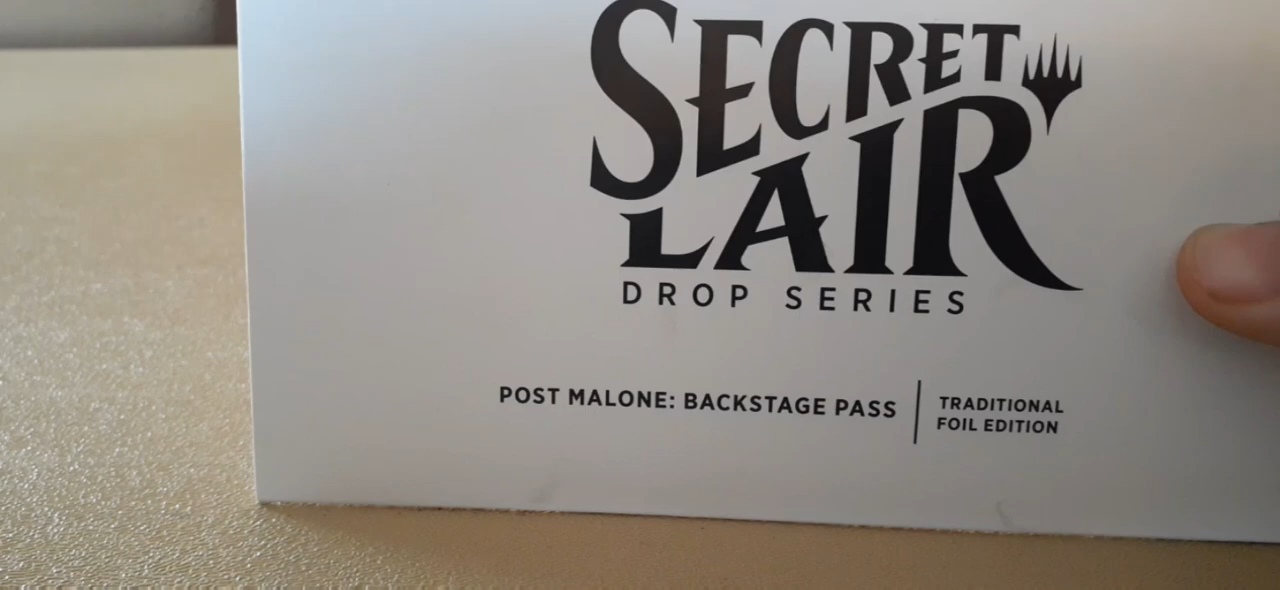 SECRET
LAIR
DROP SERIES
POST MALONE: BACKSTAGE PASS
TRADITIONAL
FOIL EDITION